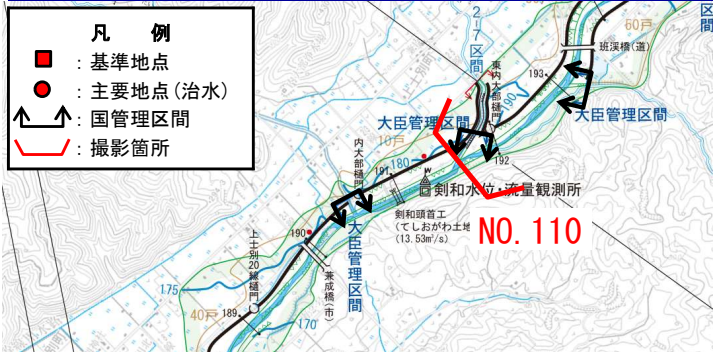 凡　例
: 基準地点
: 主要地点(治水)
: 国管理区間
: 撮影箇所
2-7区間
東内大部樋門
190
60戸
区間
班渓橋(道)
193
大臣管理区間
大臣管理区間
10戸
180
内大部樋門
191
192
剣和水位・流量観測所
剣和頭首工
(てしおがわ土地
(13.53m³/s)
NO.110
190
上士別20線樋門
大臣管理区間
兼成橋(市)
175
40戸
189
170